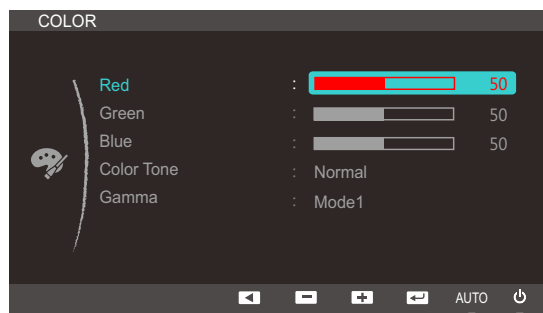 COLOR
Red : 50
Green : 50
Blue : 50
Color Tone : Normal
Gamma : Mode1
AUTO